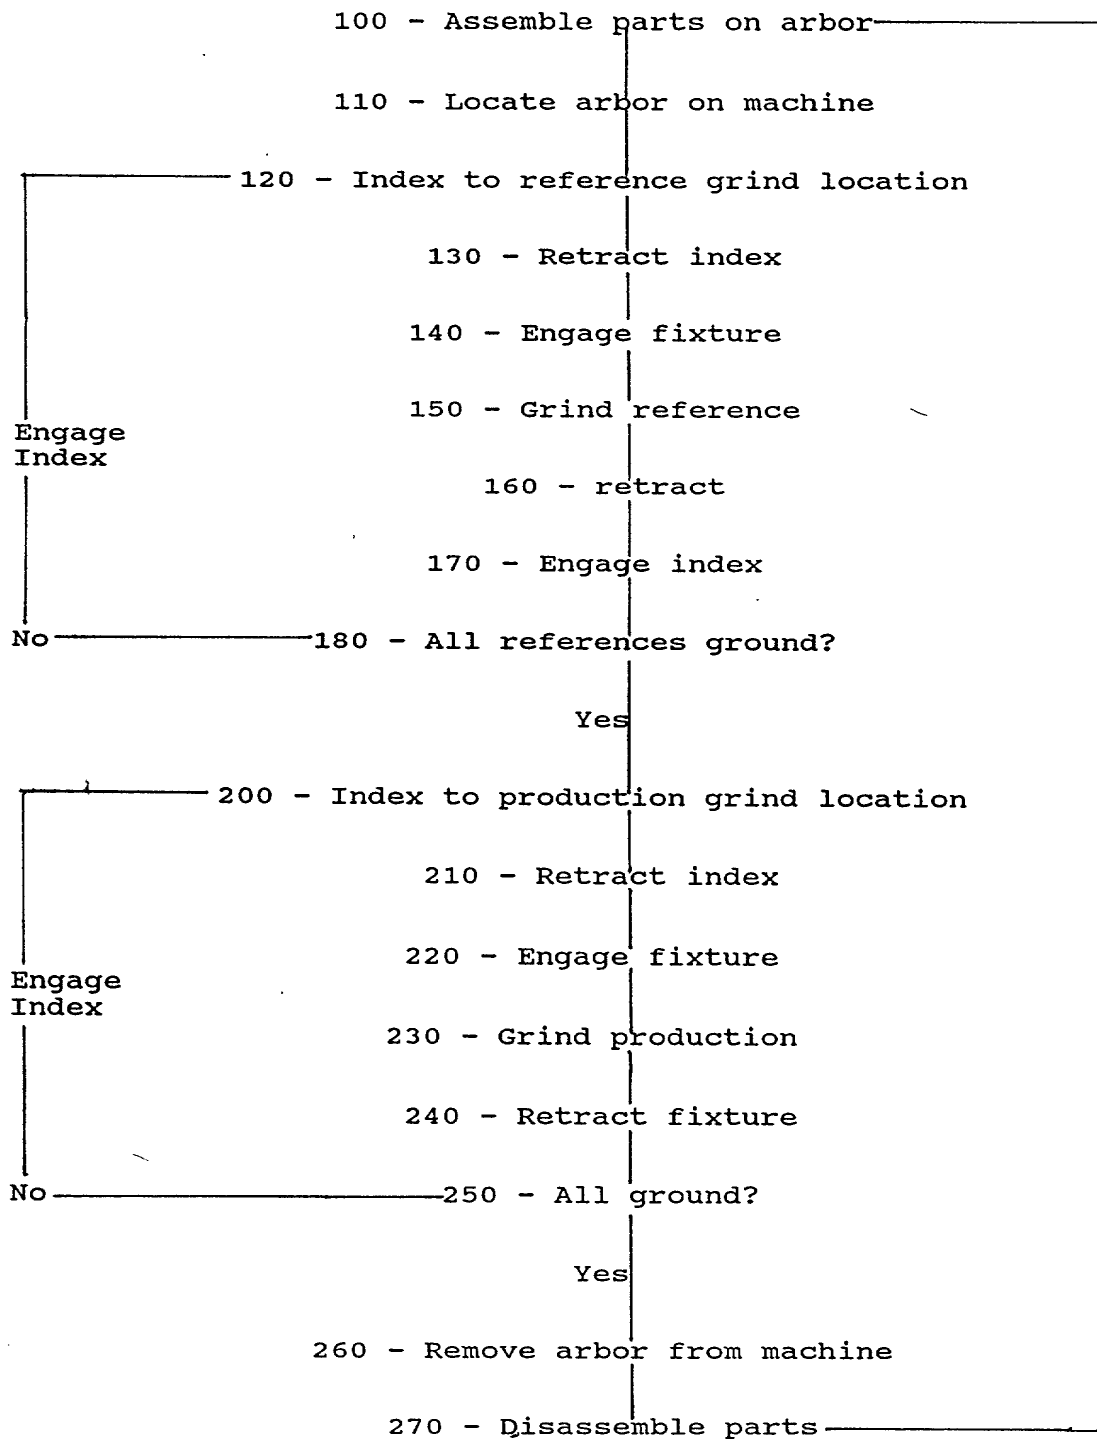 100 - Assemble parts on arbor
110 - Locate arbor on machine
120 - Index to reference grind location
130 - Retract index
140 - Engage fixture
150 - Grind reference
Engage
Index
160 - retract
170 - Engage index
No
180 - All references ground?
Yes
200 - Index to production grind location
210 - Retract index
220 - Engage fixture
Engage
Index
230 - Grind production
240 - Retract fixture
No
250 - All ground?
Yes
260 - Remove arbor from machine
270 - Disassemble parts